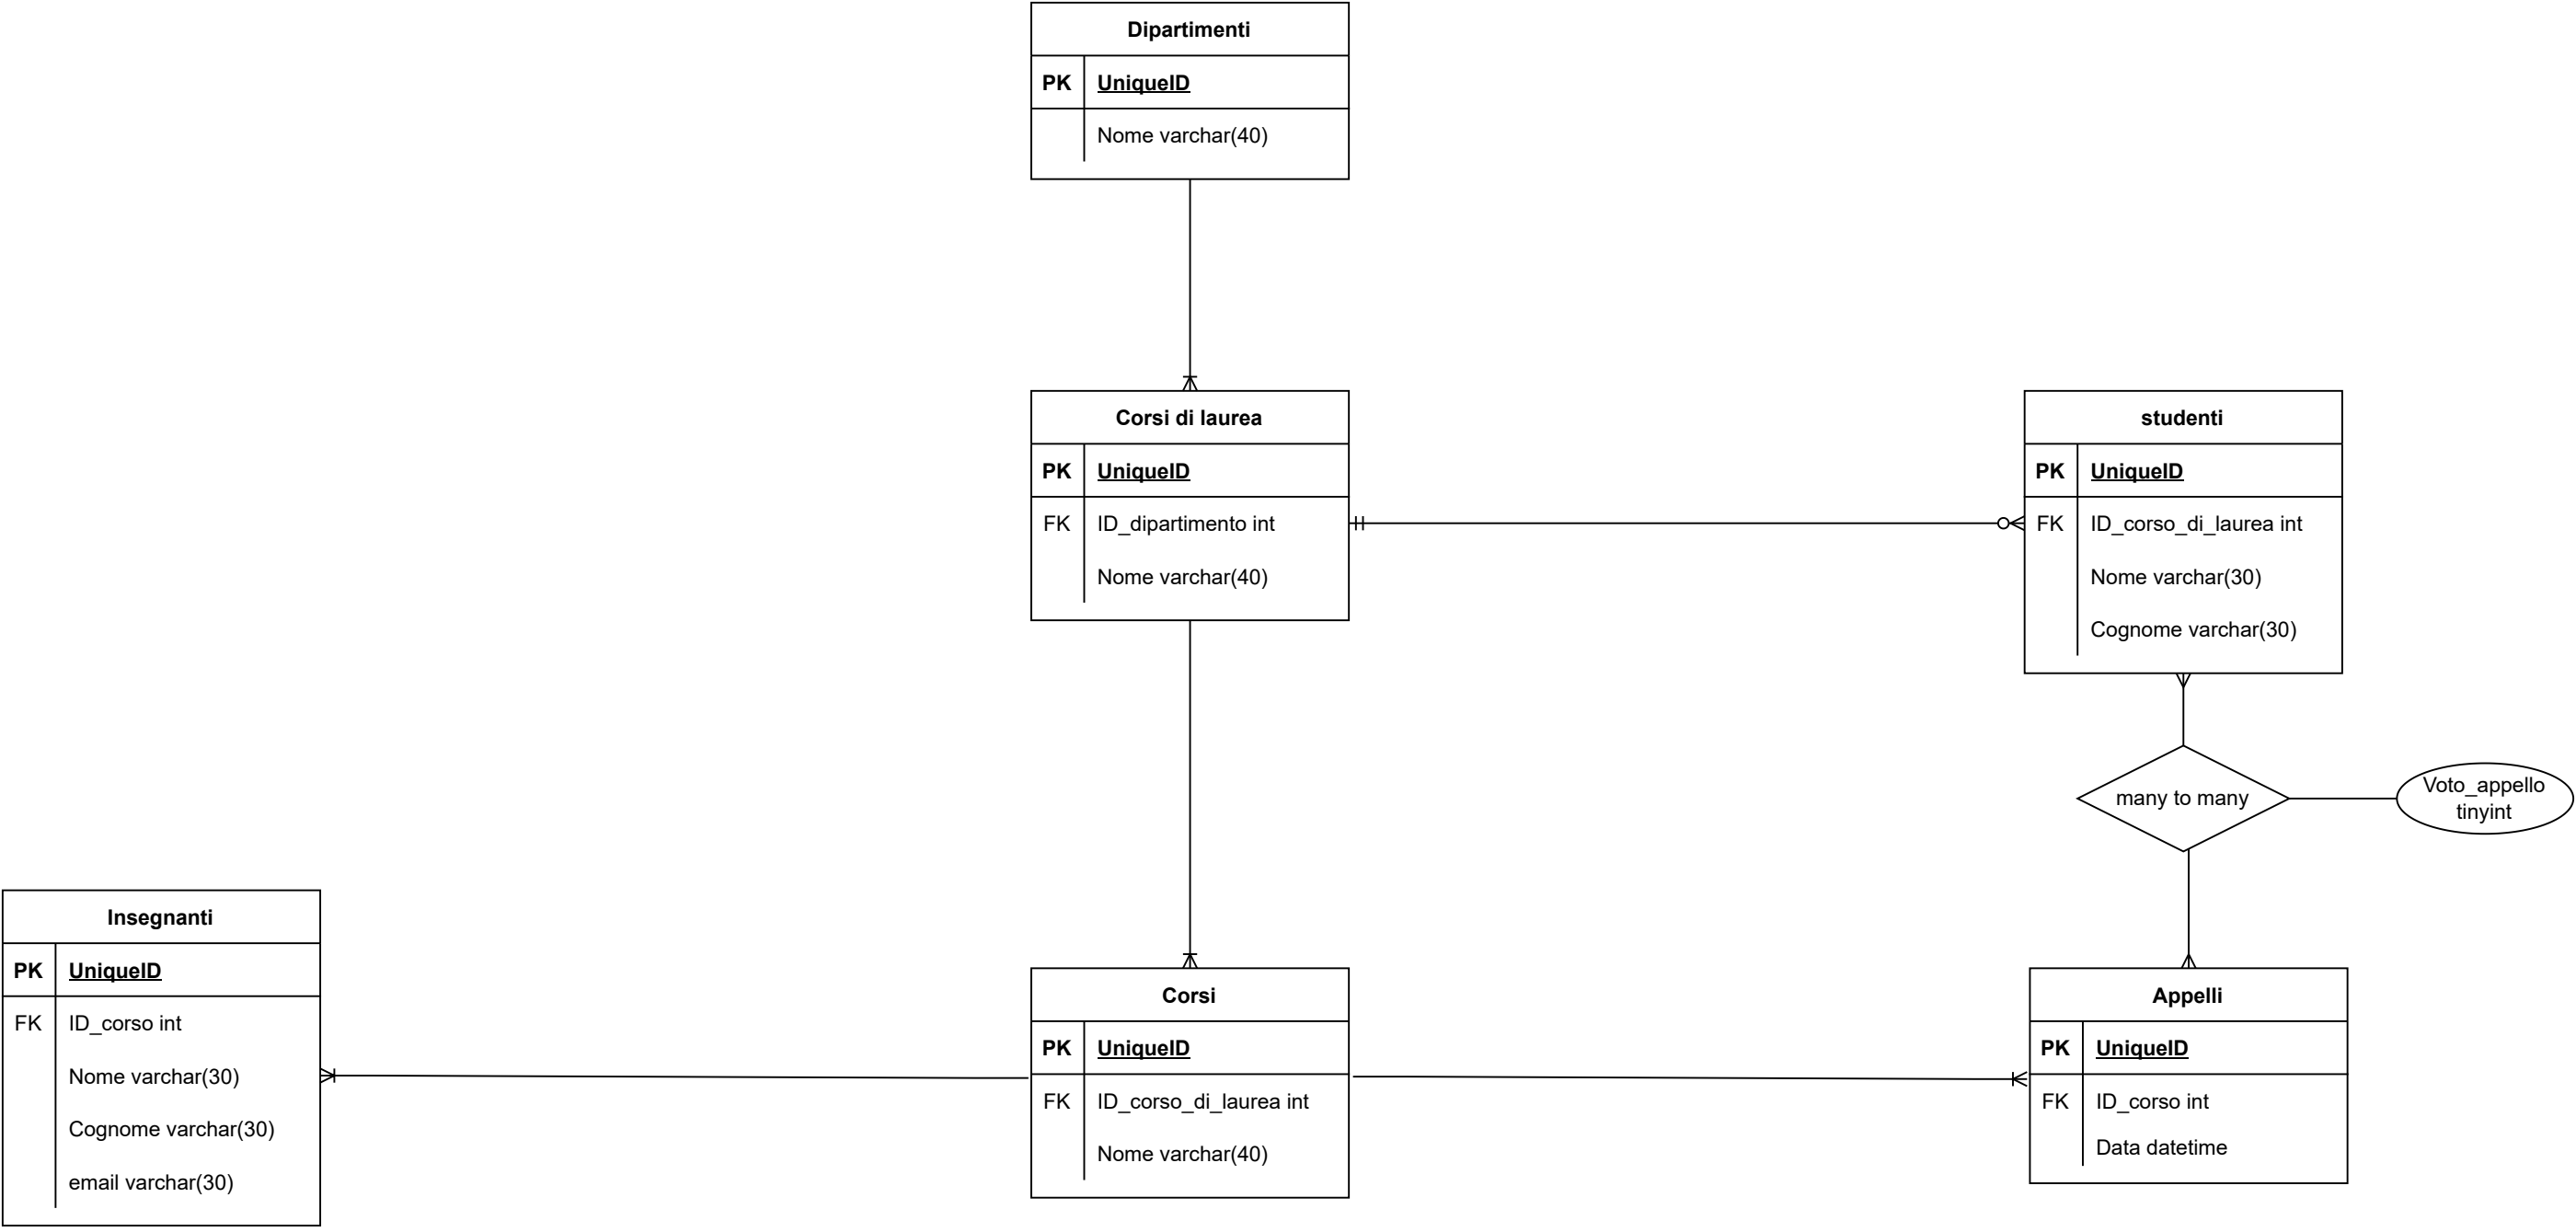 Dipartimenti
PK UniqueID
Nome varchar(40)
Corsi di laurea
PK UniqueID
FK ID_dipartimento int
Nome varchar(40)
studenti
PK UniqueID
FK ID_corso_di_laurea int
Nome varchar(30)
Cognome varchar(30)
many to many
Voto_appello
tinyint
Insegnanti
PK UniqueID
FK ID_corso int
Nome varchar(30)
Cognome varchar(30)
email varchar(30)
Corsi
PK UniqueID
FK ID_corso_di_laurea int
Nome varchar(40)
Appelli
PK UniqueID
FK ID_corso int
Data datetime